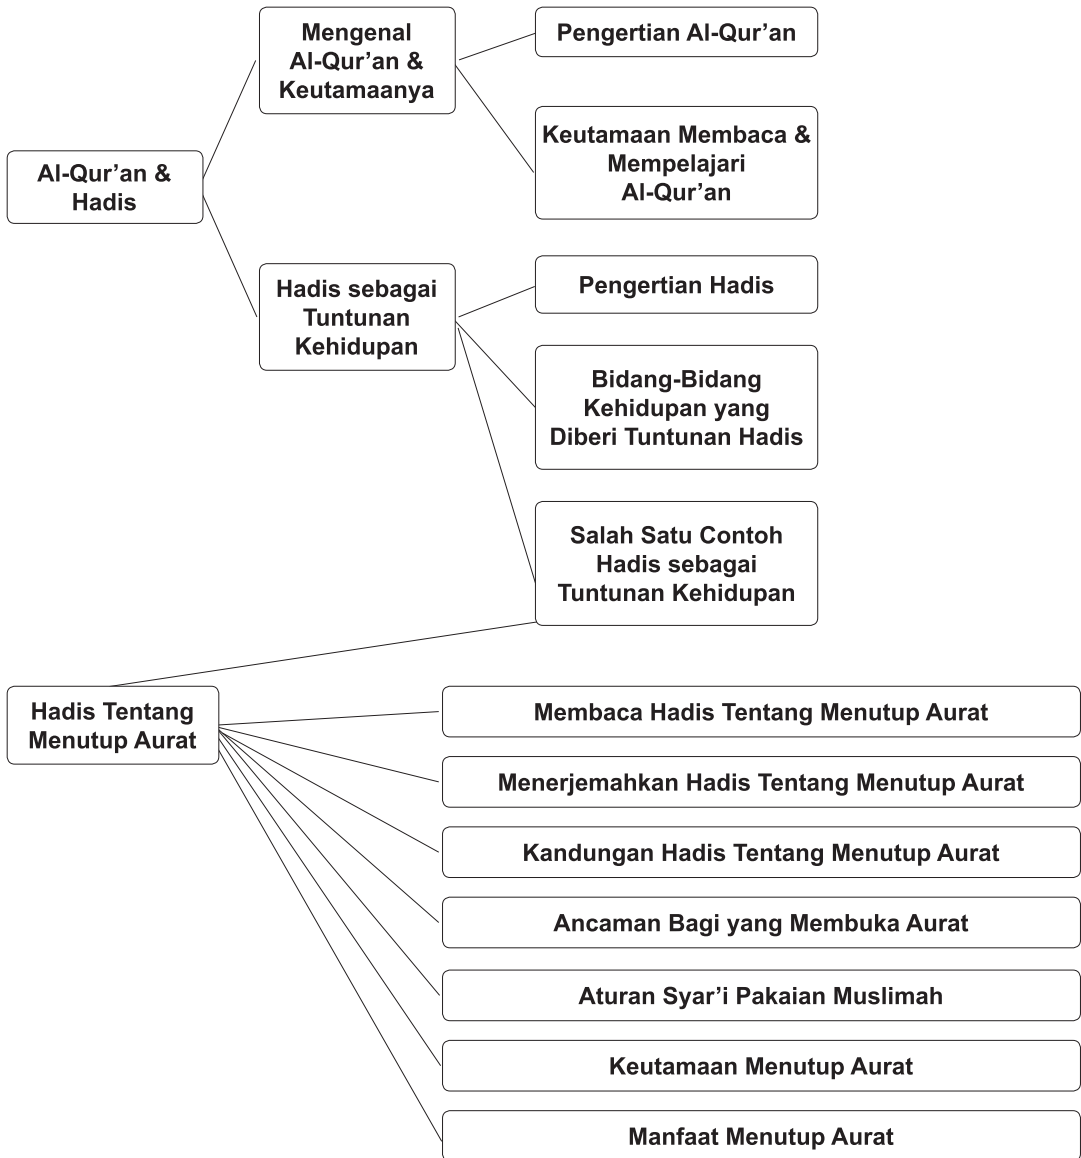 Mengenal
Al-Qur’an &
Keutamaanya
Pengertian Al-Qur’an
Keutamaan Membaca &
Mempelajari
Al-Qur’an
Al-Qur’an &
Hadis
Hadis sebagai
Tuntunan
Kehidupan
Pengertian Hadis
Bidang-Bidang
Kehidupan yang
Diberi Tuntunan Hadis
Salah Satu Contoh
Hadis sebagai
Tuntunan Kehidupan
Hadis Tentang
Menutup Aurat
Membaca Hadis Tentang Menutup Aurat
Menerjemahkan Hadis Tentang Menutup Aurat
Kandungan Hadis Tentang Menutup Aurat
Ancaman Bagi yang Membuka Aurat
Aturan Syar’i Pakaian Muslimah
Keutamaan Menutup Aurat
Manfaat Menutup Aurat